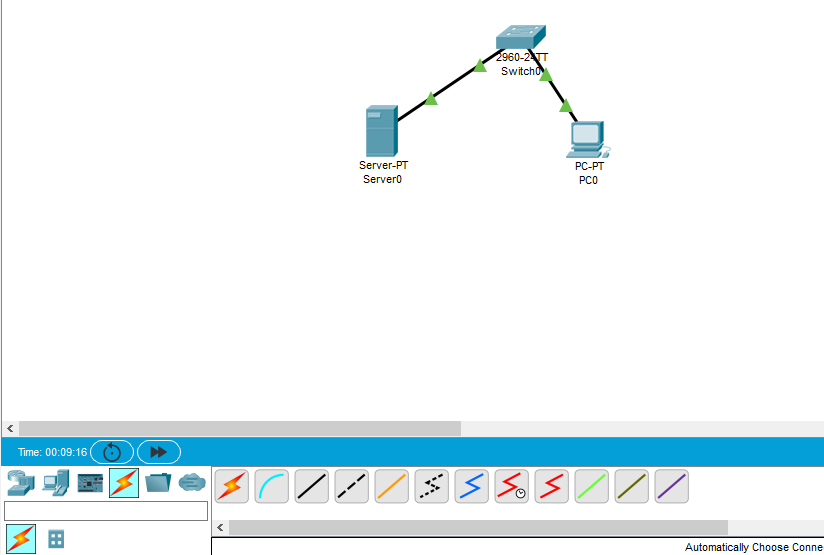 2960-24TT
Switch0
Server-PT
Server0
PC-PT
PC0
Time: 00:09:16
Automatically Choose Conne